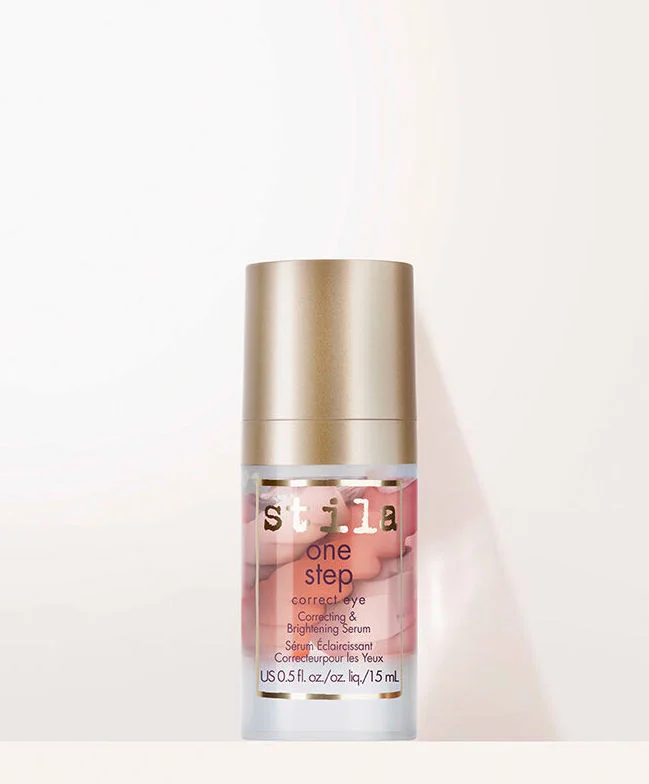 stila
one
step
correct eye
Correcting &
Brightening Serum
Sérum Éclaircissant
Correcteurpour les Yeux
US 0.5 fl. oz./oz. liq./15 mL